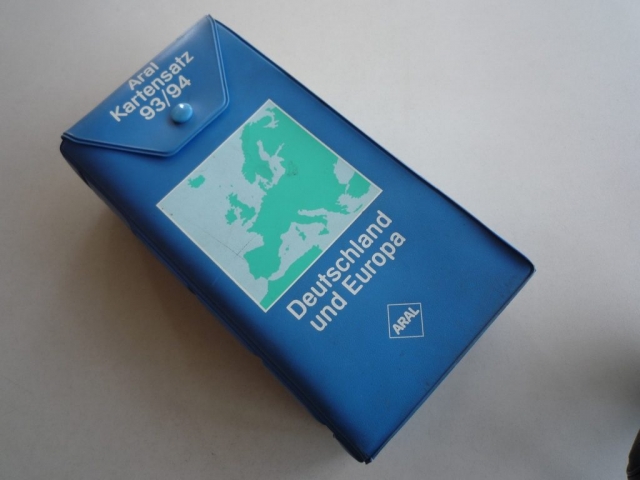 Aral
Kartensatz
93/94
Deutschland
und Europa
ARAL